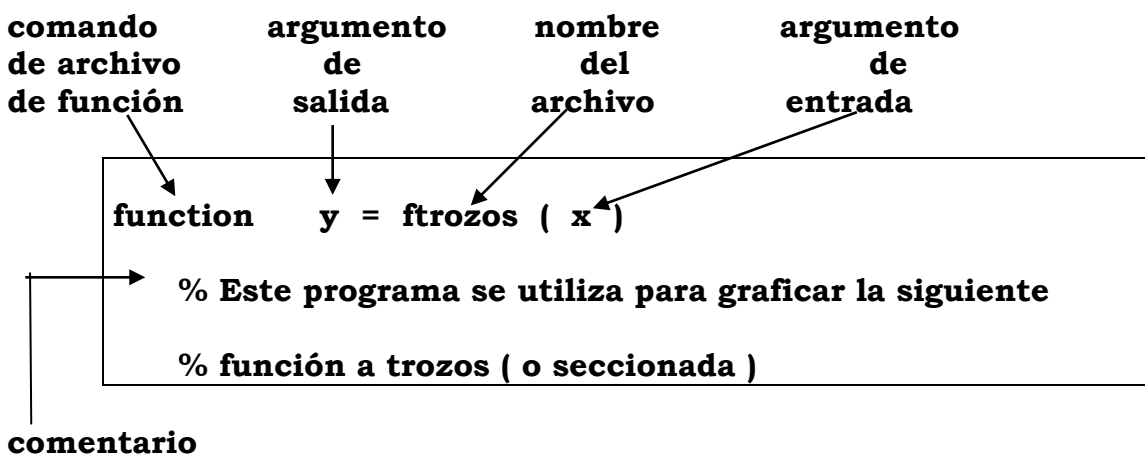 comando argumento nombre argumento
de archivo de del de
de función salida archivo entrada
function y = ftrozos ( x )
% Este programa se utiliza para graficar la siguiente
% función a trozos ( o seccionada )
comentario